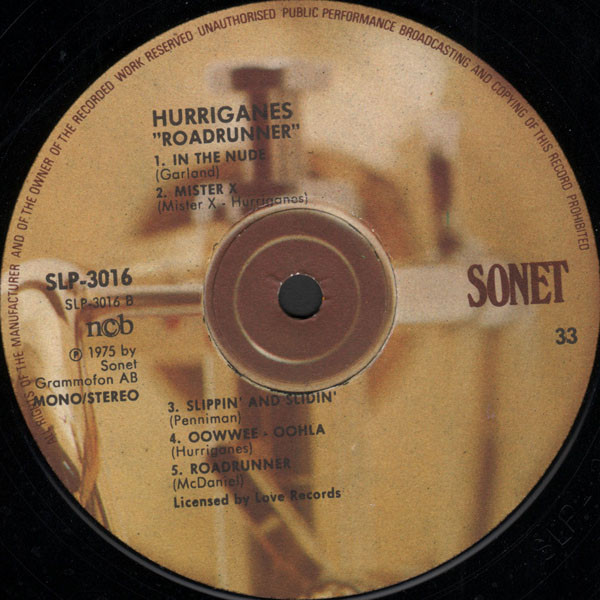 ALL RIGHTS OF THE MANUFACTURER AND OF THE OWNER OF THE RECORDED WORK RESERVED · UNAUTHORISED PUBLIC PERFORMANCE BROADCASTING AND COPYING OF THIS RECORD PROHIBITED
HURRIGANES
"ROADRUNNER"
1. IN THE NUDE
(Garland)
2. MISTER X
(Mister X - Hurriganes)
SLP-3016
SLP-3016 B
ncb
℗ 1975 by
Sonet
Grammofon AB
MONO/STEREO
SONET
33
3. SLIPPIN' AND SLIDIN'
(Penniman)
4. OOWWEE - OOHLA
(Hurriganes)
5. ROADRUNNER
(McDaniel)
Licensed by Love Records
SLP-